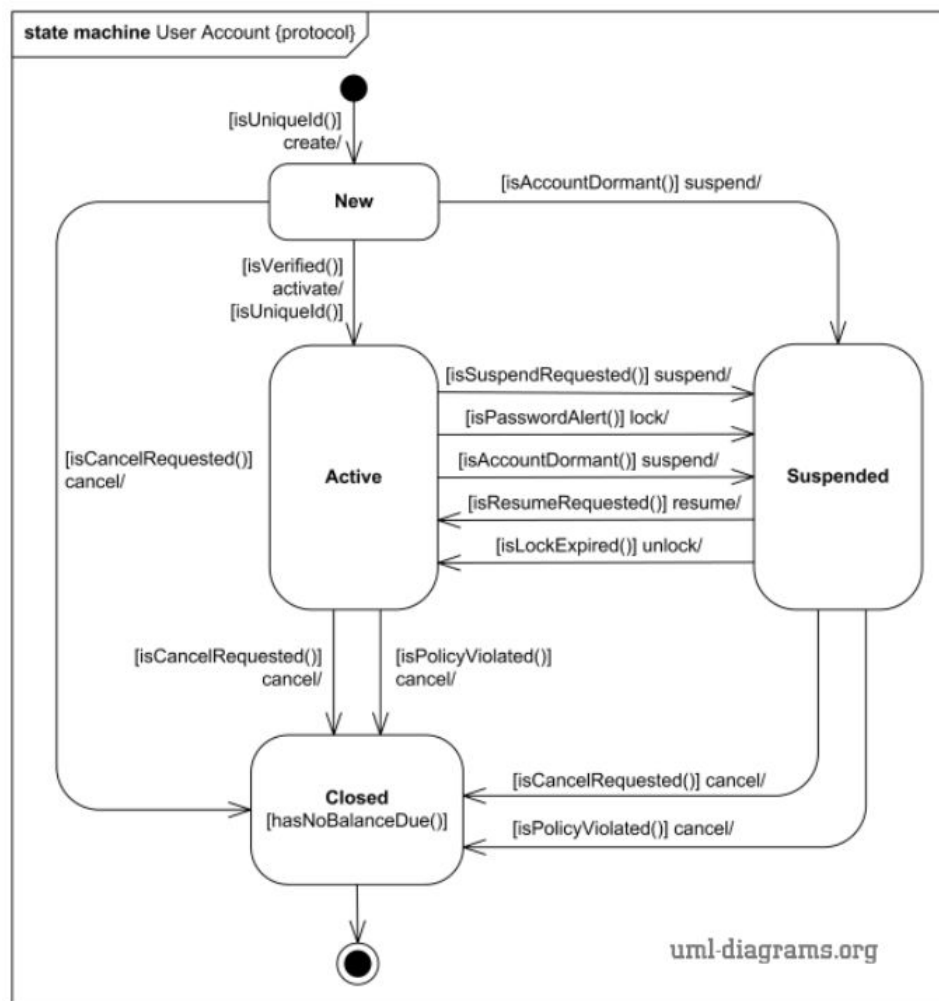 state machine User Account {protocol}
[isUniqueId()]
create/
New
[isAccountDormant()] suspend/
[isVerified()]
activate/
[isUniqueId()]
[isSuspendRequested()] suspend/
[isPasswordAlert()] lock/
[isCancelRequested()]
cancel/
Active
[isAccountDormant()] suspend/
Suspended
[isResumeRequested()] resume/
[isLockExpired()] unlock/
[isCancelRequested()]
cancel/
[isPolicyViolated()]
cancel/
Closed
[hasNoBalanceDue()]
[isCancelRequested()] cancel/
[isPolicyViolated()] cancel/
uml-diagrams.org